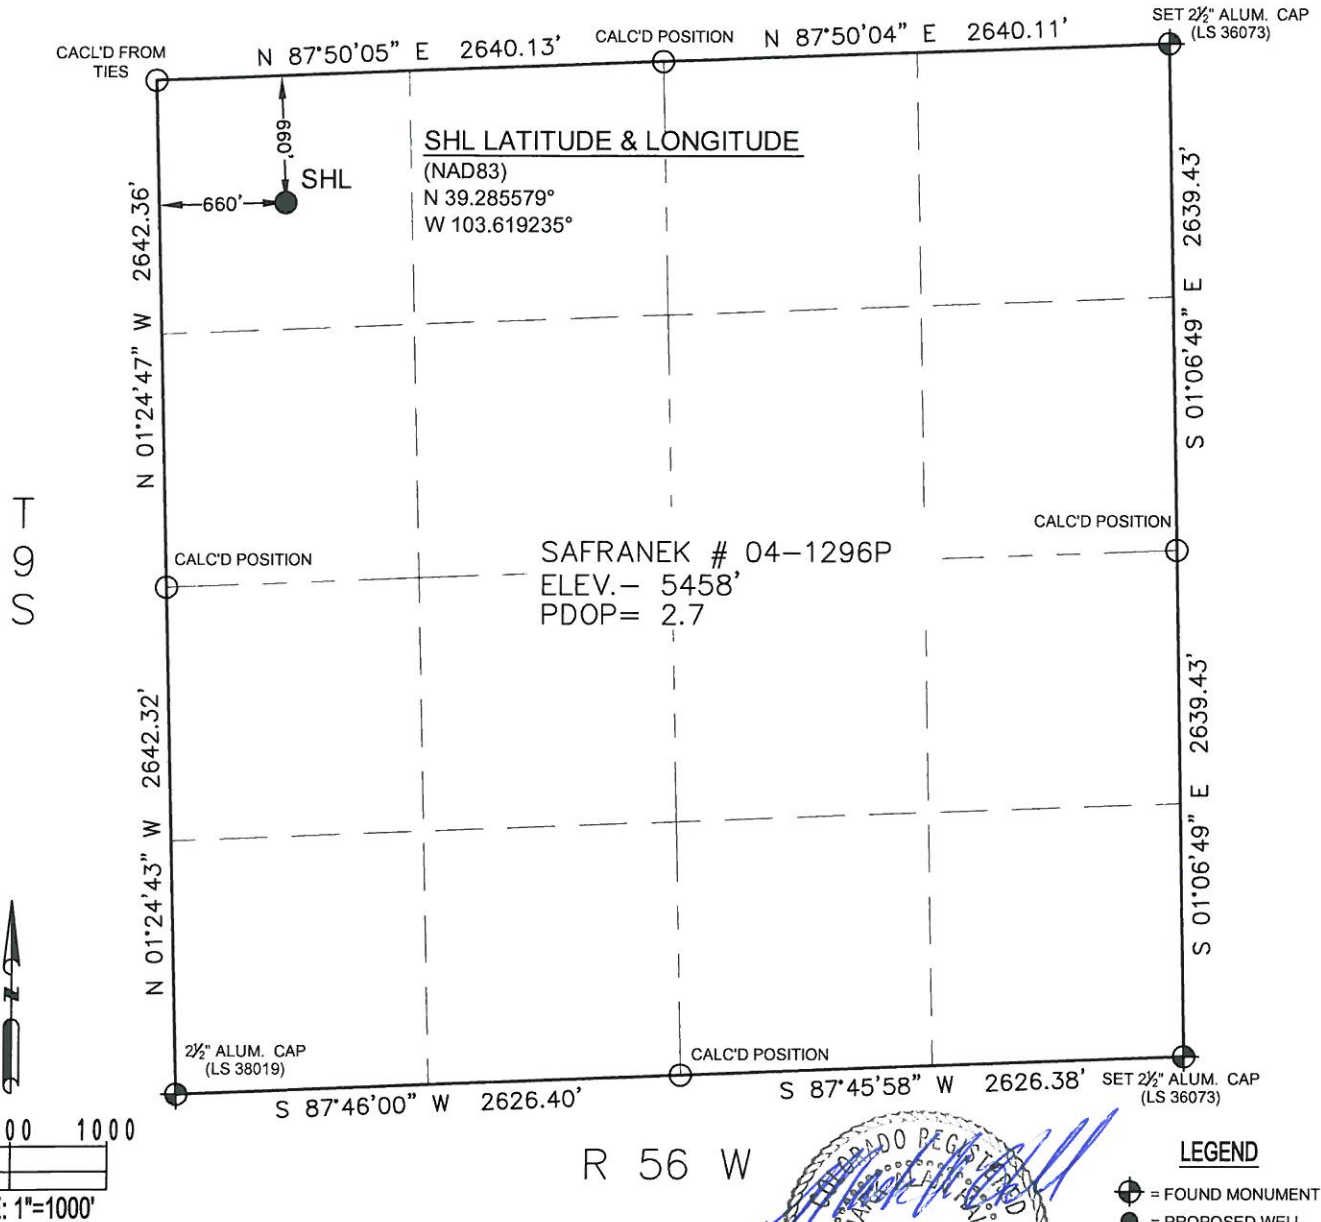 SET 2½" ALUM. CAP
(LS 36073)
CACL'D FROM
TIES
N 87°50'05" E 2640.13'
CALC'D POSITION
N 87°50'04" E 2640.11'
660'
SHL
660'
SHL LATITUDE & LONGITUDE
(NAD83)
N 39.285579°
W 103.619235°
N 01°24'47" W 2642.36'
S 01°06'49" E 2639.43'
T
9
S
CALC'D POSITION
CALC'D POSITION
SAFRANEK # 04-1296P
ELEV.- 5458'
PDOP= 2.7
N 01°24'43" W 2642.32'
S 01°06'49" E 2639.43'
N
2½" ALUM. CAP
(LS 38019)
CALC'D POSITION
S 87°46'00" W 2626.40'
S 87°45'58" W 2626.38'
SET 2½" ALUM. CAP
(LS 36073)
00 1000
: 1"=1000'
R 56 W
LEGEND
= FOUND MONUMENT
= PROPOSED WELL